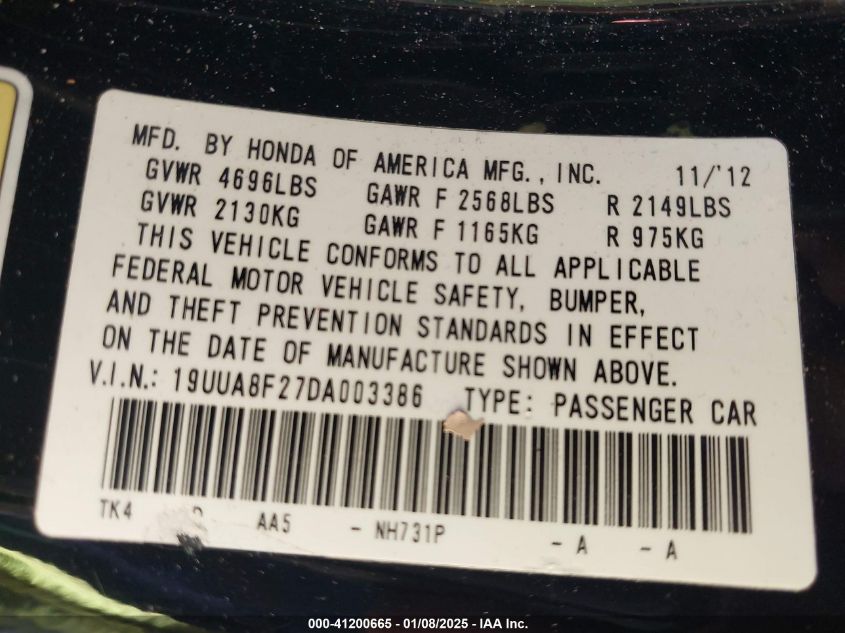 MFD. BY HONDA OF AMERICA MFG., INC. 11/'12
GVWR 4696LBS GAWR F 2568LBS R 2149LBS
GVWR 2130KG GAWR F 1165KG R 975KG
THIS VEHICLE CONFORMS TO ALL APPLICABLE
FEDERAL MOTOR VEHICLE SAFETY, BUMPER,
AND THEFT PREVENTION STANDARDS IN EFFECT
ON THE DATE OF MANUFACTURE SHOWN ABOVE.
V.I.N.: 19UUA8F27DA003386 TYPE: PASSENGER CAR
TK4 AA5 - NH731P - A - A
000-41200665 - 01/08/2025 - IAA Inc.